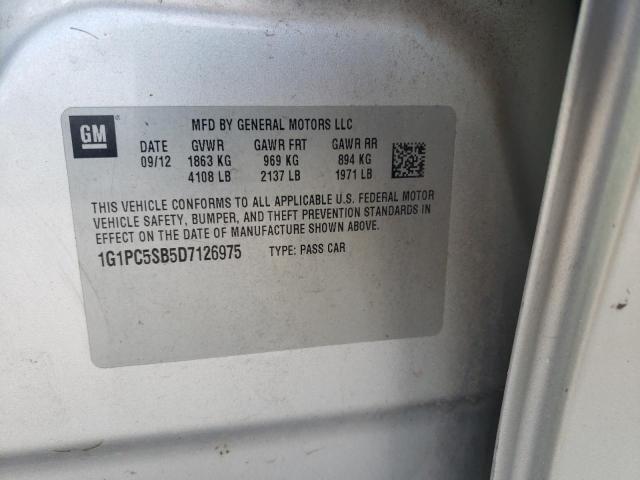 GM
MFD BY GENERAL MOTORS LLC
DATE GVWR GAWR FRT GAWR RR
09/12 1863 KG 969 KG 894 KG
4108 LB 2137 LB 1971 LB
THIS VEHICLE CONFORMS TO ALL APPLICABLE U.S. FEDERAL MOTOR
VEHICLE SAFETY, BUMPER, AND THEFT PREVENTION STANDARDS IN
EFFECT ON THE DATE OF MANUFACTURE SHOWN ABOVE.
1G1PC5SB5D7126975 TYPE: PASS CAR